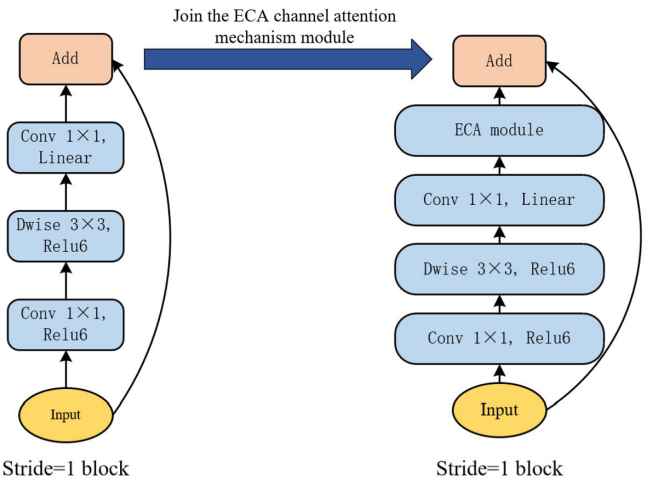 Join the ECA channel attention
mechanism module
Add
Conv 1×1,
Linear
Dwise 3×3,
Relu6
Conv 1×1,
Relu6
Input
Stride=1 block
Add
ECA module
Conv 1×1, Linear
Dwise 3×3, Relu6
Conv 1×1, Relu6
Input
Stride=1 block